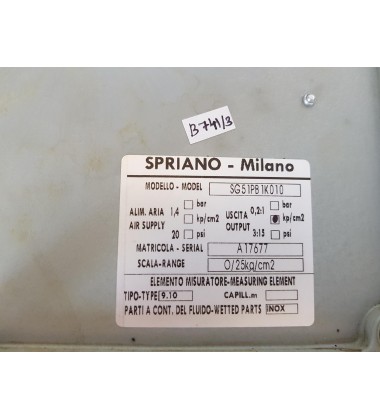 B741/3
SPRIANO - Milano
MODELLO - MODEL SG51PB1K010
ALIM. ARIA 1,4 bar USCITA 0,2:1 bar
AIR SUPPLY kp/cm2 OUTPUT kp/cm2
20 psi 3:15 psi
MATRICOLA - SERIAL A17677
SCALA-RANGE 0/25kg/cm2
ELEMENTO MISURATORE-MEASURING ELEMENT
TIPO-TYPE 9.10 CAPILL.m
PARTI A CONT. DEL FLUIDO-WETTED PARTS INOX